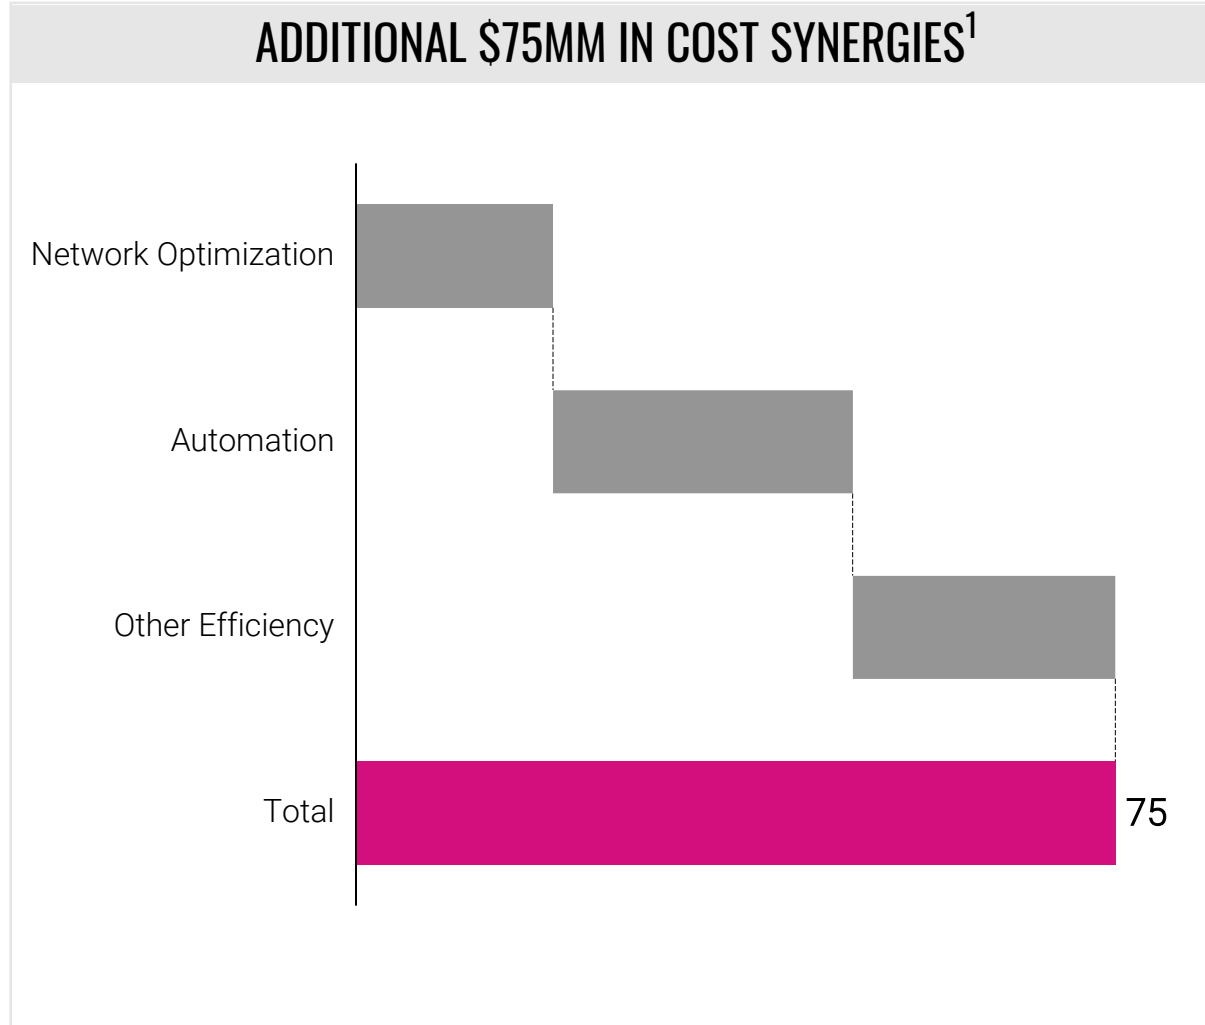 ADDITIONAL $75MM IN COST SYNERGIES¹
Network Optimization
Automation
Other Efficiency
Total
75